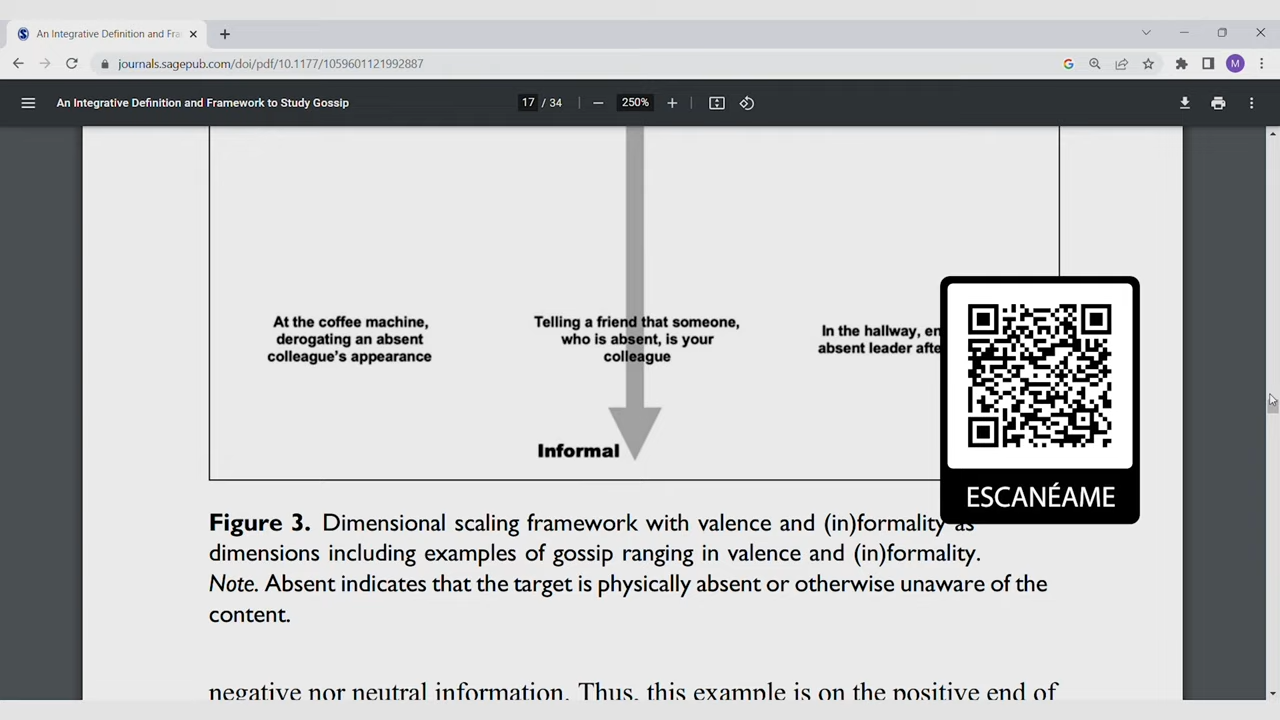 An Integrative Definition and Fra
journals.sagepub.com/doi/pdf/10.1177/1059601121992887
M
An Integrative Definition and Framework to Study Gossip
17 / 34
250%
At the coffee machine,
derogating an absent
colleague's appearance
Telling a friend that someone,
who is absent, is your
colleague
In the hallway,
absent leader
Informal
ESCANÉAME
Figure 3. Dimensional scaling framework with valence and (in)formality as
dimensions including examples of gossip ranging in valence and (in)formality.
Note. Absent indicates that the target is physically absent or otherwise unaware of the
content.
negative nor neutral information. Thus, this example is on the positive end of